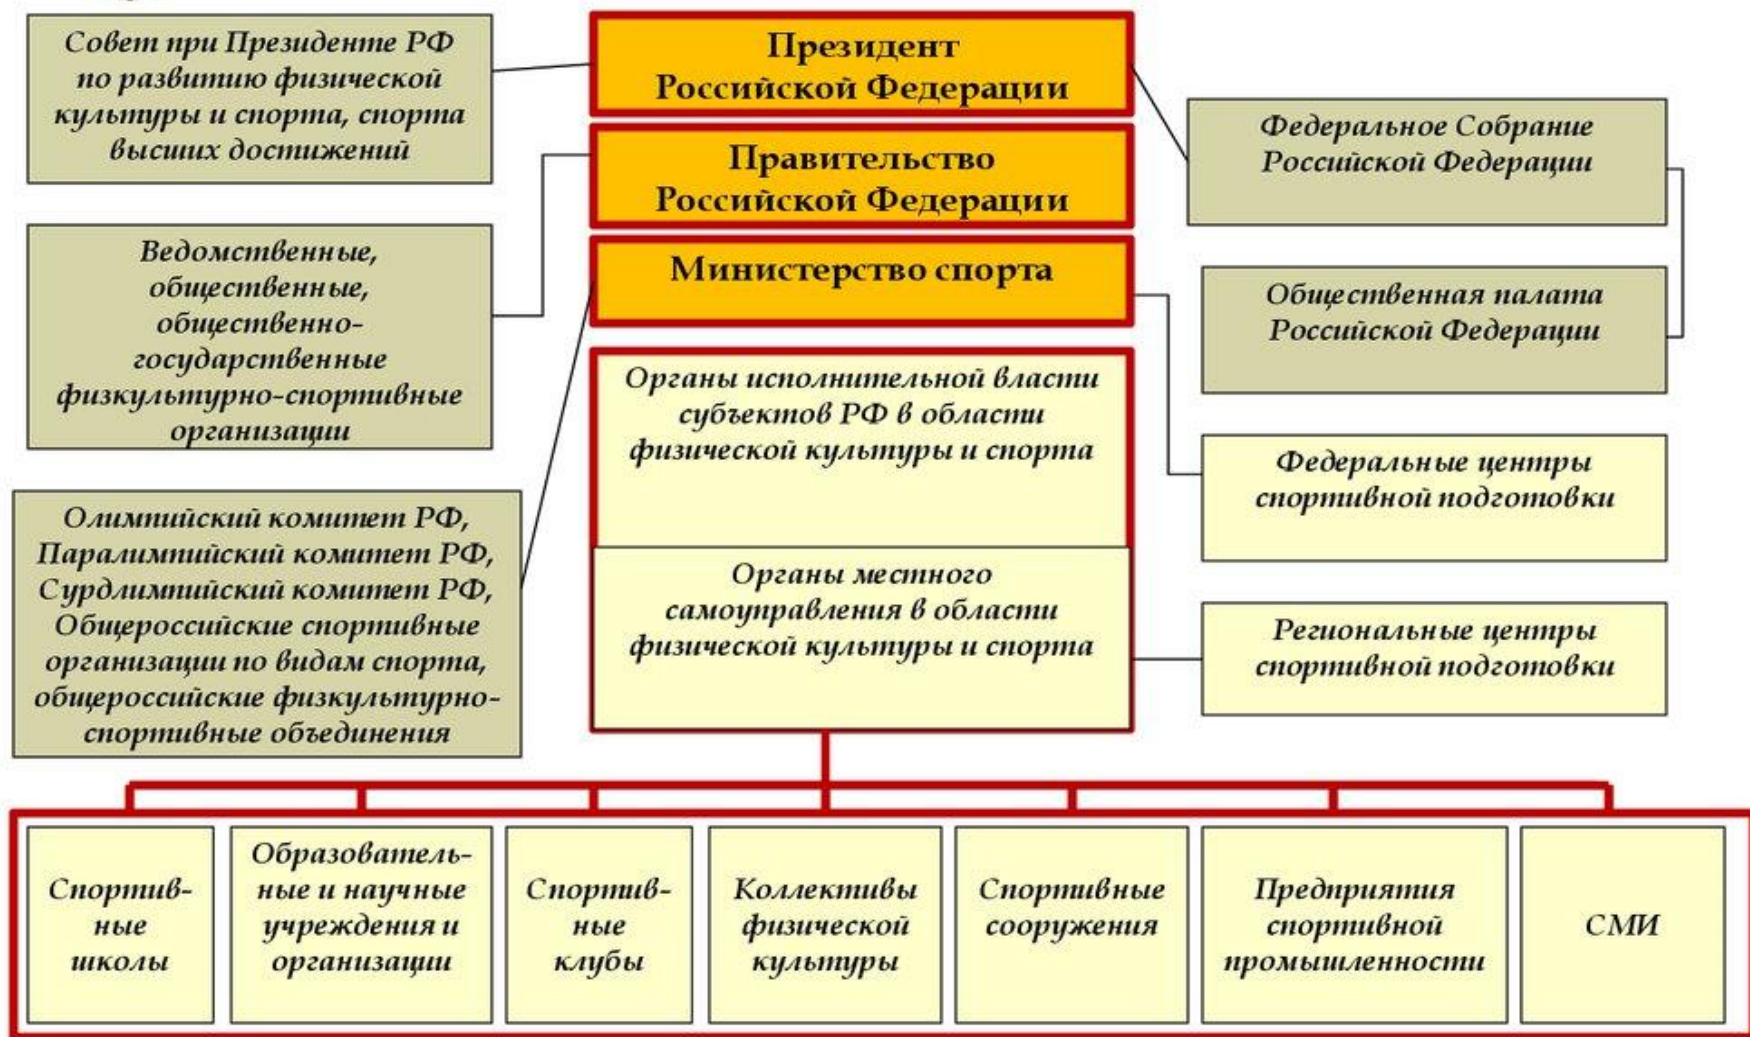 Совет при Президенте РФ
по развитию физической
культуры и спорта, спорта
высших достижений
Президент
Российской Федерации
Федеральное Собрание
Российской Федерации
Правительство
Российской Федерации
Ведомственные,
общественные,
общественно-
государственные
физкультурно-спортивные
организации
Министерство спорта
Общественная палата
Российской Федерации
Органы исполнительной власти
субъектов РФ в области
физической культуры и спорта
Федеральные центры
спортивной подготовки
Олимпийский комитет РФ,
Паралимпийский комитет РФ,
Сурдлимпийский комитет РФ,
Общероссийские спортивные
организации по видам спорта,
общероссийские физкультурно-
спортивные объединения
Органы местного
самоуправления в области
физической культуры и спорта
Региональные центры
спортивной подготовки
Спортив-
ные
школы
Образователь-
ные и научные
учреждения и
организации
Спортив-
ные
клубы
Коллективы
физической
культуры
Спортивные
сооружения
Предприятия
спортивной
промышленности
СМИ